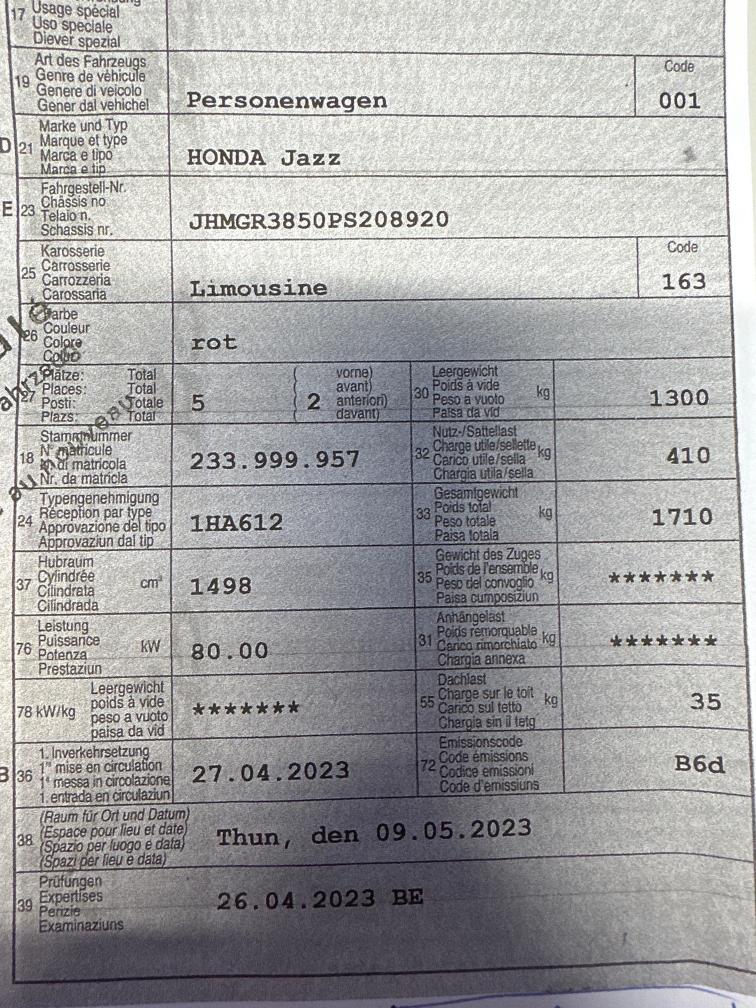 17 Usage spécial
Uso speciale
Diever spezial
Art des Fahrzeugs
19 Genre de véhicule
Genere di veicolo
Gener dal vehichel
Personenwagen
Code
001
Marke und Typ
D 21 Marque et type
Marca e tipo
Marca e tip
HONDA Jazz
Fahrgestell-Nr.
E 23 Châssis no
Telaio n.
Schassis nr.
JHMGR3850PS208920
Karosserie
25 Carrosserie
Carrozzeria
Carossaria
Limousine
Code
163
Farbe
26 Couleur
Colore
Colur
rot
Plätze: Total
27 Places: Total
Posti: Totale
Plazs: Total
5
( vorne)
( avant)
2 anteriori)
( davant)
Leergewicht
30 Poids à vide kg
Peso a vuoto
Paisa da vid
1300
Stammnummer
18 N° matricule
N. di matricola
Nr. da matricla
233.999.957
Nutz-/Sattellast
32 Charge utile/sellette kg
Carico utile/sella
Chargia utila/sella
410
Typengenehmigung
24 Réception par type
Approvazione del tipo
Approvaziun dal tip
1HA612
Gesamtgewicht
33 Poids total kg
Peso totale
Paisa totala
1710
Hubraum
37 Cylindrée cm³
Cilindrata
Cilindrada
1498
Gewicht des Zuges
35 Poids de l'ensemble kg
Peso del convoglio
Paisa cumposiziun
*******
Leistung
76 Puissance kW
Potenza
Prestaziun
80.00
Anhängelast
31 Poids remorquable kg
Carico rimorchiato
Chargia annexa
*******
Leergewicht
78 kW/kg poids à vide
peso a vuoto
paisa da vid
*******
Dachlast
55 Charge sur le toit kg
Carico sul tetto
Chargia sin il tetg
35
1. Inverkehrsetzung
B 36 1re mise en circulation
1a messa in circolazione
1. entrada en circulaziun
27.04.2023
Emissionscode
72 Code émissions
Codice emissioni
Code d'emissiuns
B6d
(Raum für Ort und Datum)
38 (Espace pour lieu et date)
(Spazio per luogo e data)
(Spazi per lieu e data)
Thun, den 09.05.2023
Prüfungen
39 Expertises
Perizie
Examinaziuns
26.04.2023 BE